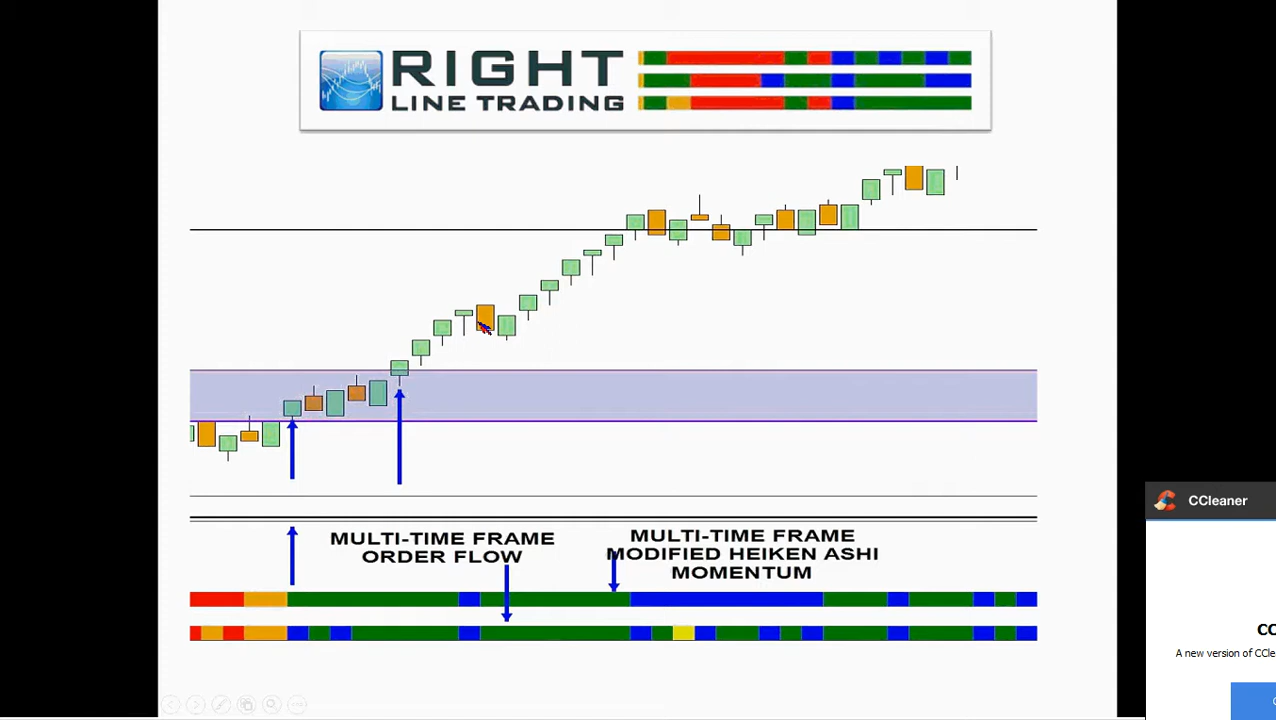 RIGHT
LINE TRADING
MULTI-TIME FRAME
ORDER FLOW
MULTI-TIME FRAME
MODIFIED HEIKEN ASHI
MOMENTUM
CCleaner
CC
A new version of CCle